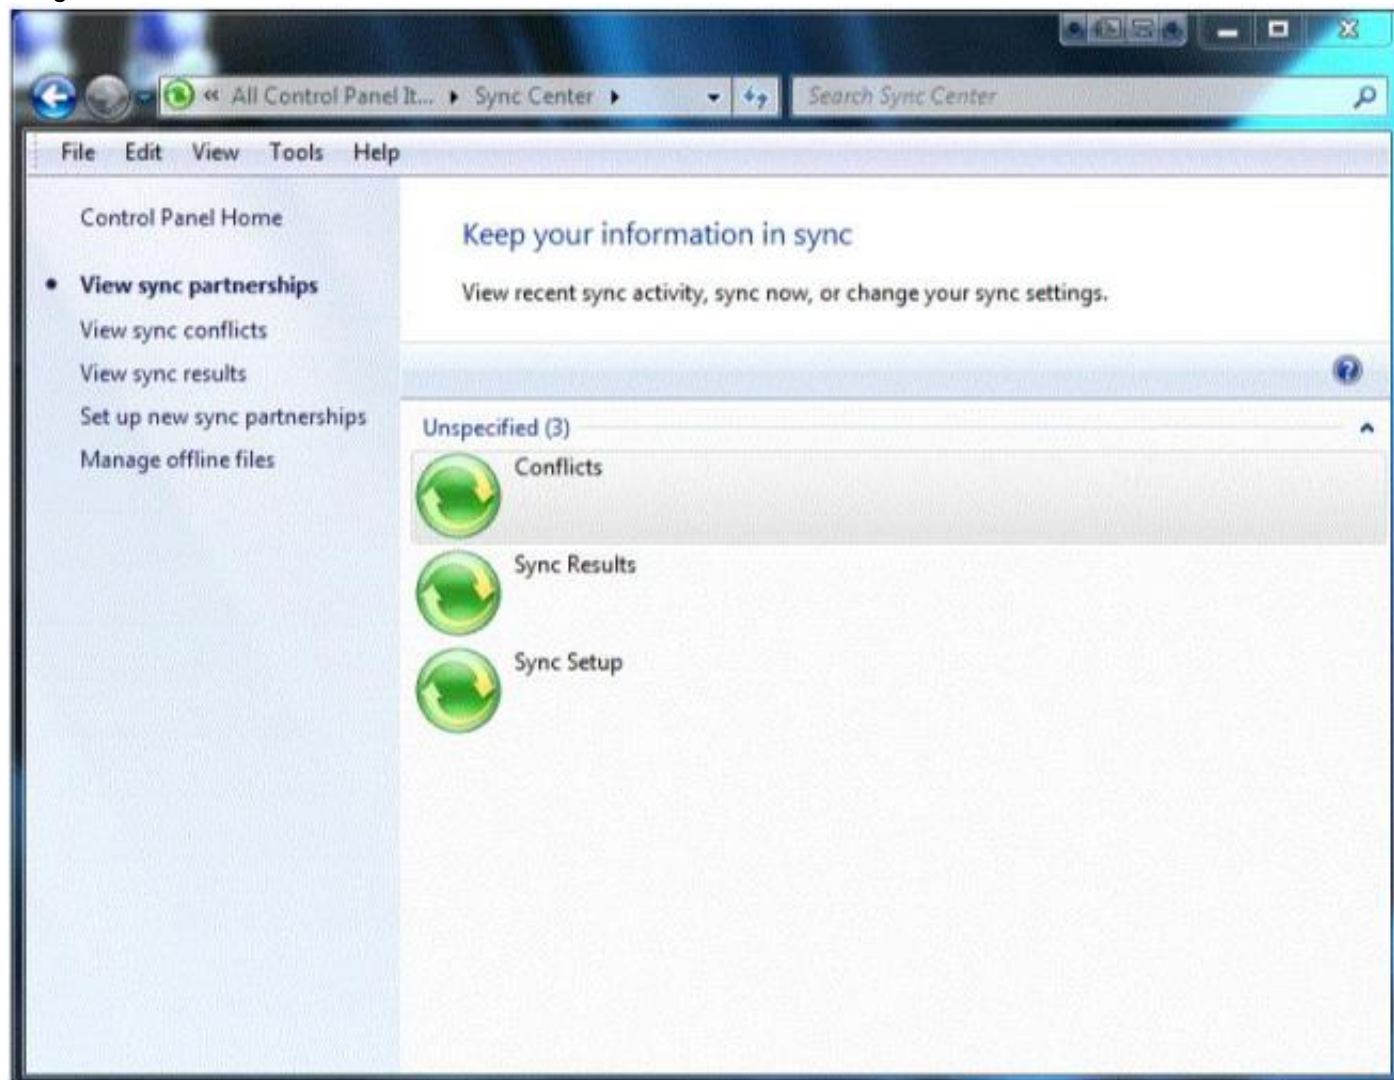 « All Control Panel It... ▸ Sync Center ▸
Search Sync Center
File Edit View Tools Help
Control Panel Home
View sync partnerships
View sync conflicts
View sync results
Set up new sync partnerships
Manage offline files
Keep your information in sync
View recent sync activity, sync now, or change your sync settings.
Unspecified (3)
Conflicts
Sync Results
Sync Setup